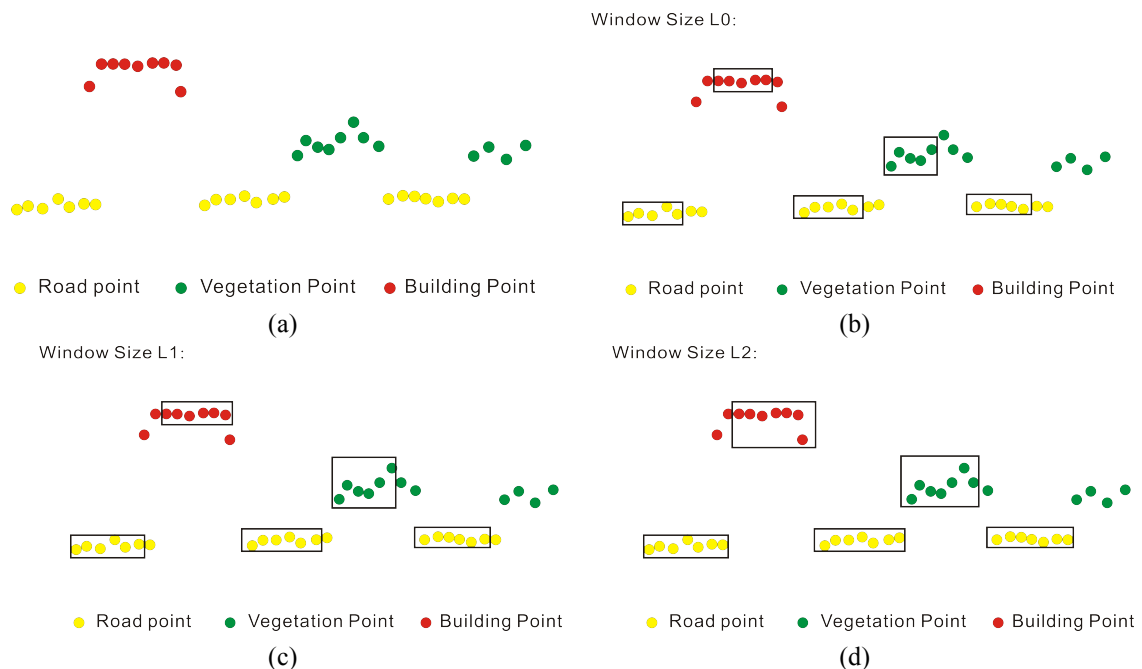 Window Size L0:
Road point Vegetation Point Building Point
(a)
Road point Vegetation Point Building Point
(b)
Window Size L1:
Road point Vegetation Point Building Point
(c)
Window Size L2:
Road point Vegetation Point Building Point
(d)